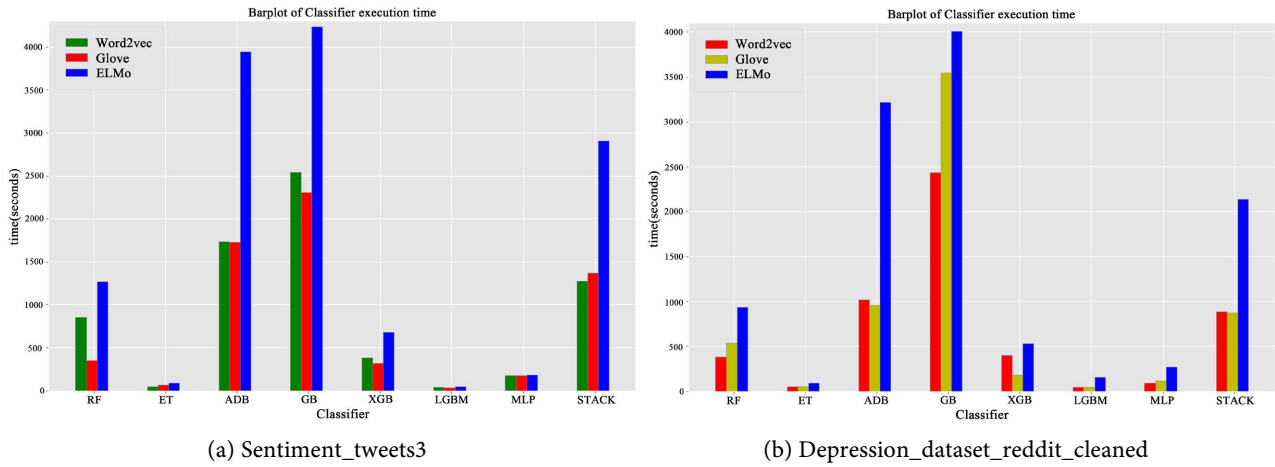 Barplot of Classifier execution time
Word2vec
Glove
ELMo
time(seconds)
4000
3500
3000
2500
2000
1500
1000
500
0
RF ET ADB GB XGB LGBM MLP STACK
Classifier
(a) Sentiment_tweets3
Barplot of Classifier execution time
Word2vec
Glove
ELMo
time(seconds)
4000
3500
3000
2500
2000
1000
500
0
RF ET ADB GB XGB LGBM MLP STACK
Classifier
(b) Depression_dataset_reddit_cleaned